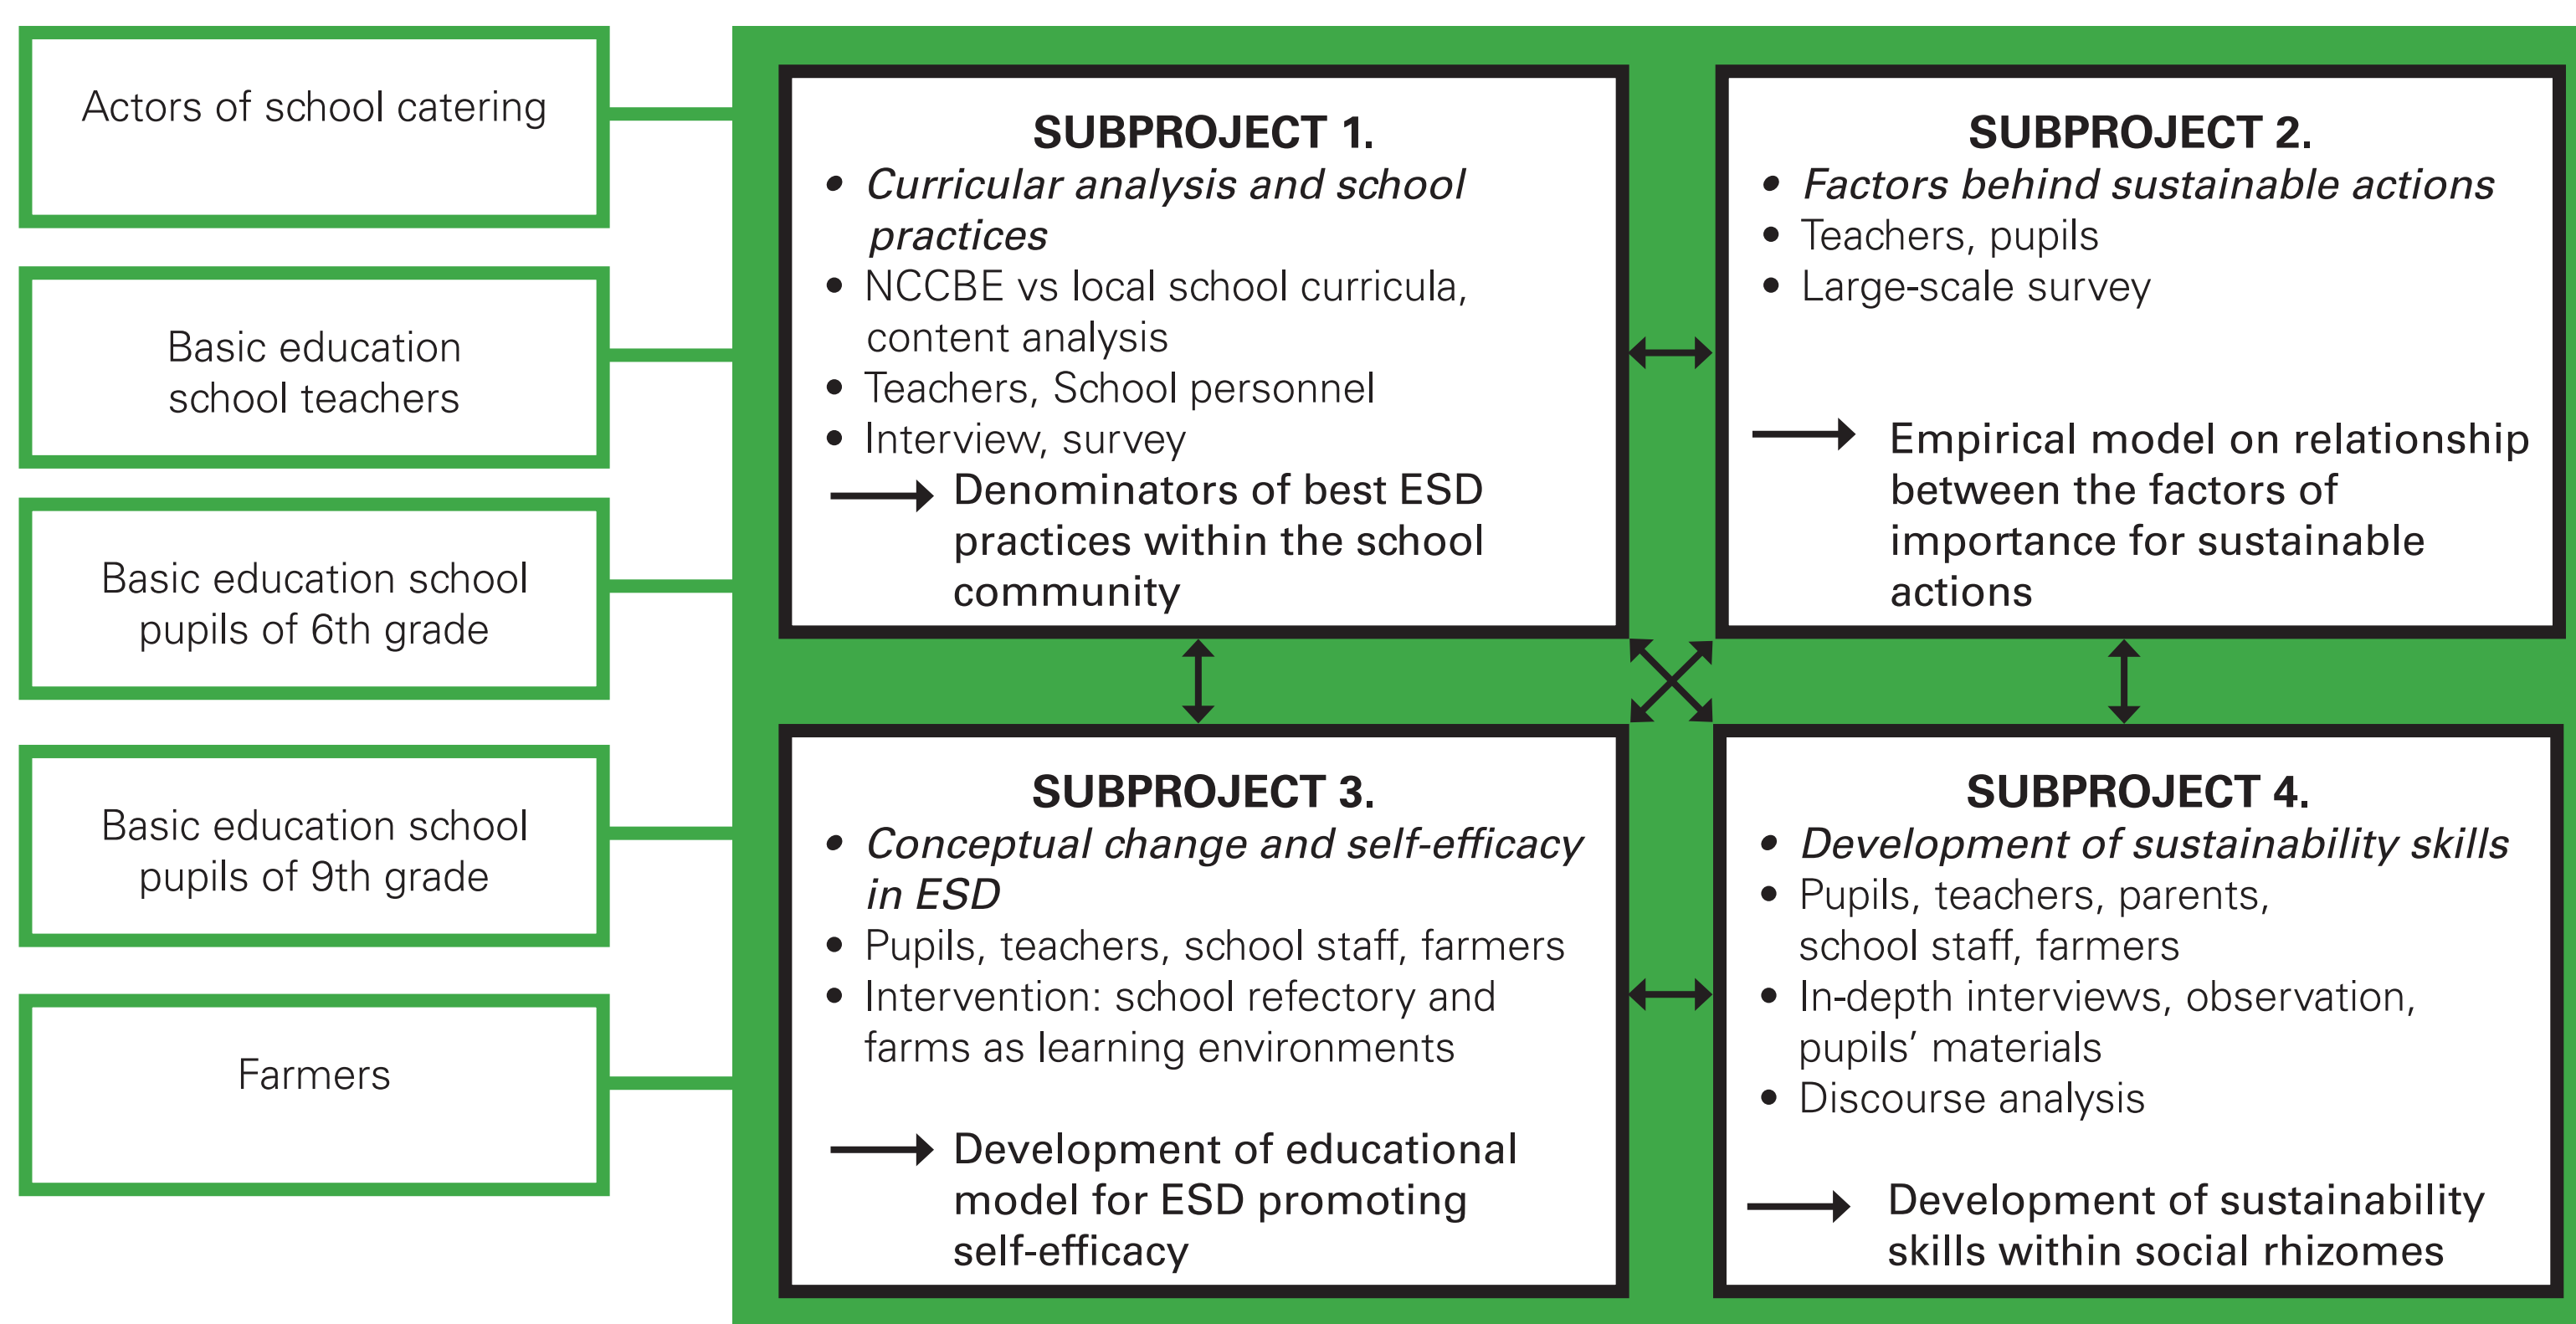 Actors of school catering
Basic education
school teachers
Basic education school
pupils of 6th grade
Basic education school
pupils of 9th grade
Farmers
SUBPROJECT 1.
• Curricular analysis and school
practices
• NCCBE vs local school curricula,
content analysis
• Teachers, School personnel
• Interview, survey
Denominators of best ESD
practices within the school
community
SUBPROJECT 2.
• Factors behind sustainable actions
• Teachers, pupils
• Large-scale survey
Empirical model on relationship
between the factors of
importance for sustainable
actions
SUBPROJECT 3.
• Conceptual change and self-efficacy
in ESD
• Pupils, teachers, school staff, farmers
• Intervention: school refectory and
farms as learning environments
Development of educational
model for ESD promoting
self-efficacy
SUBPROJECT 4.
• Development of sustainability skills
• Pupils, teachers, parents,
school staff, farmers
• In-depth interviews, observation,
pupils’ materials
• Discourse analysis
Development of sustainability
skills within social rhizomes